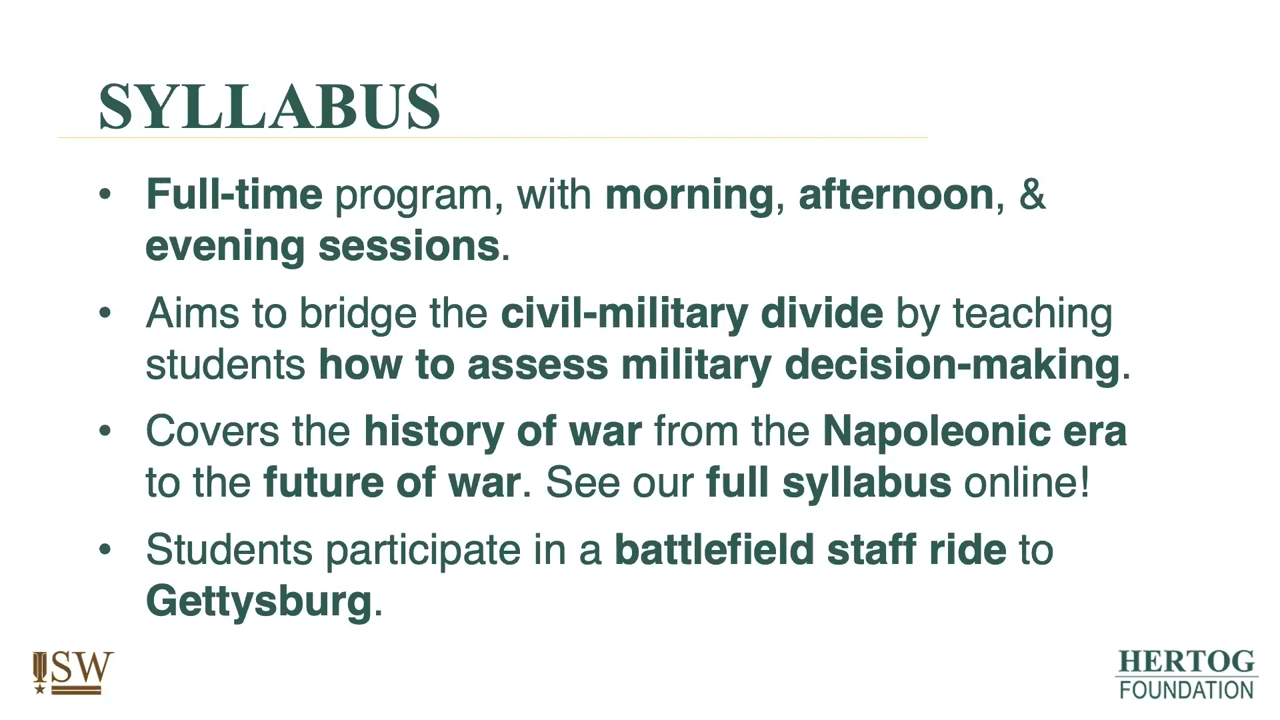 SYLLABUS
• Full-time program, with morning, afternoon, &
evening sessions.
• Aims to bridge the civil-military divide by teaching
students how to assess military decision-making.
• Covers the history of war from the Napoleonic era
to the future of war. See our full syllabus online!
• Students participate in a battlefield staff ride to
Gettysburg.
ISW
HERTOG
FOUNDATION